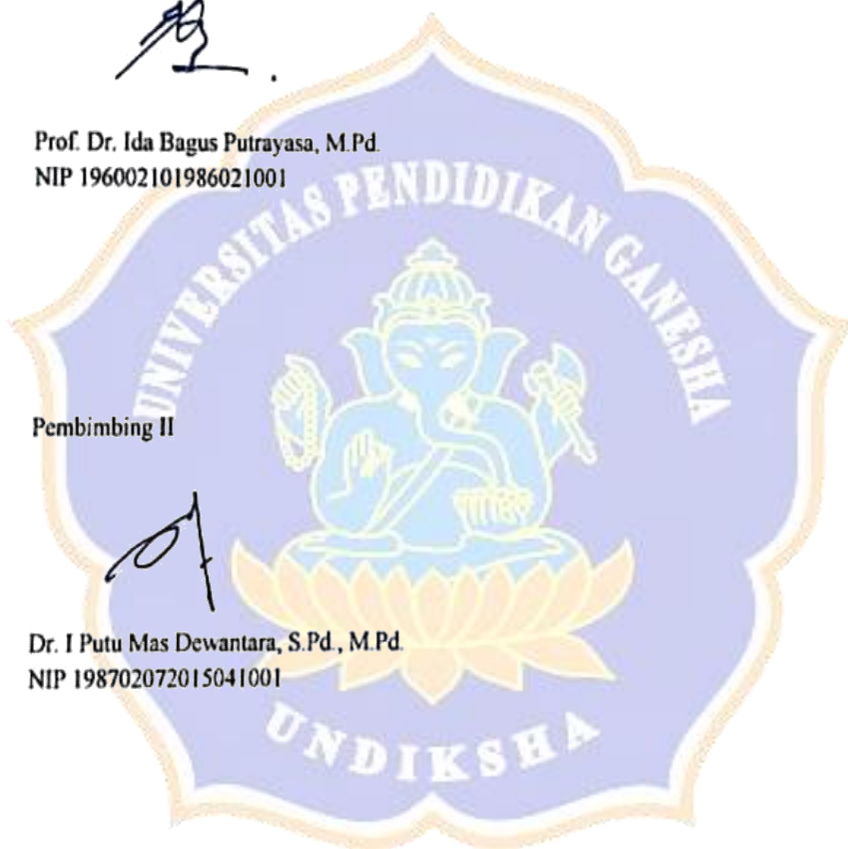 Prof. Dr. Ida Bagus Putrayasa, M.Pd.
NIP 196002101986021001
UNIVERSITAS PENDIDIKAN GANESHA
Pembimbing II
Dr. I Putu Mas Dewantara, S.Pd., M.Pd.
NIP 198702072015041001
UNDIKSHA